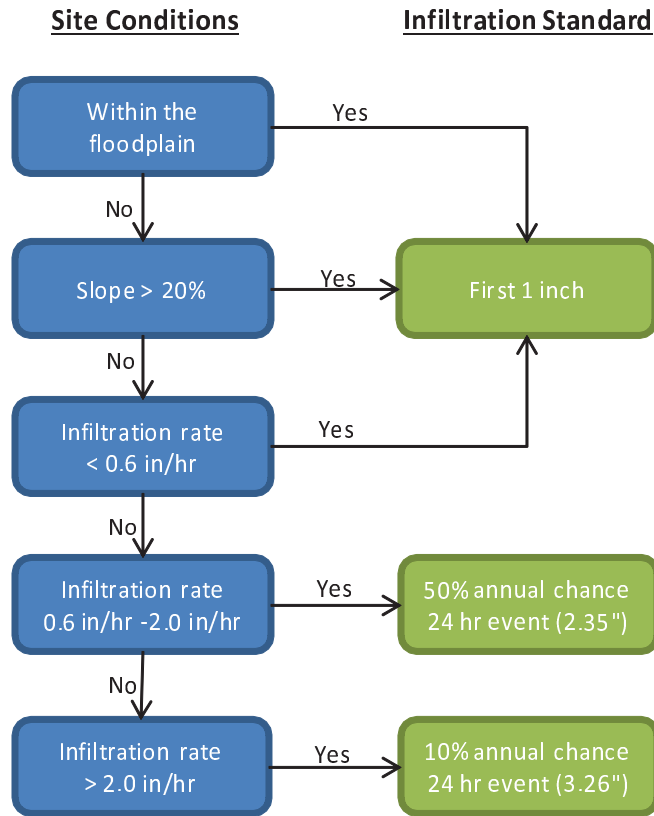 Site Conditions
Infiltration Standard
Within the
floodplain
Yes
No
Slope > 20%
Yes
First 1 inch
No
Infiltration rate
< 0.6 in/hr
Yes
No
Infiltration rate
0.6 in/hr -2.0 in/hr
Yes
50% annual chance
24 hr event (2.35")
No
Infiltration rate
> 2.0 in/hr
Yes
10% annual chance
24 hr event (3.26")